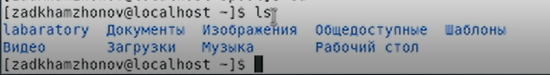 [zadkhamzhonov@localhost ~]$ ls
labaratory Документы Изображения Общедоступные Шаблоны
Видео Загрузки Музыка Рабочий стол
[zadkhamzhonov@localhost ~]$